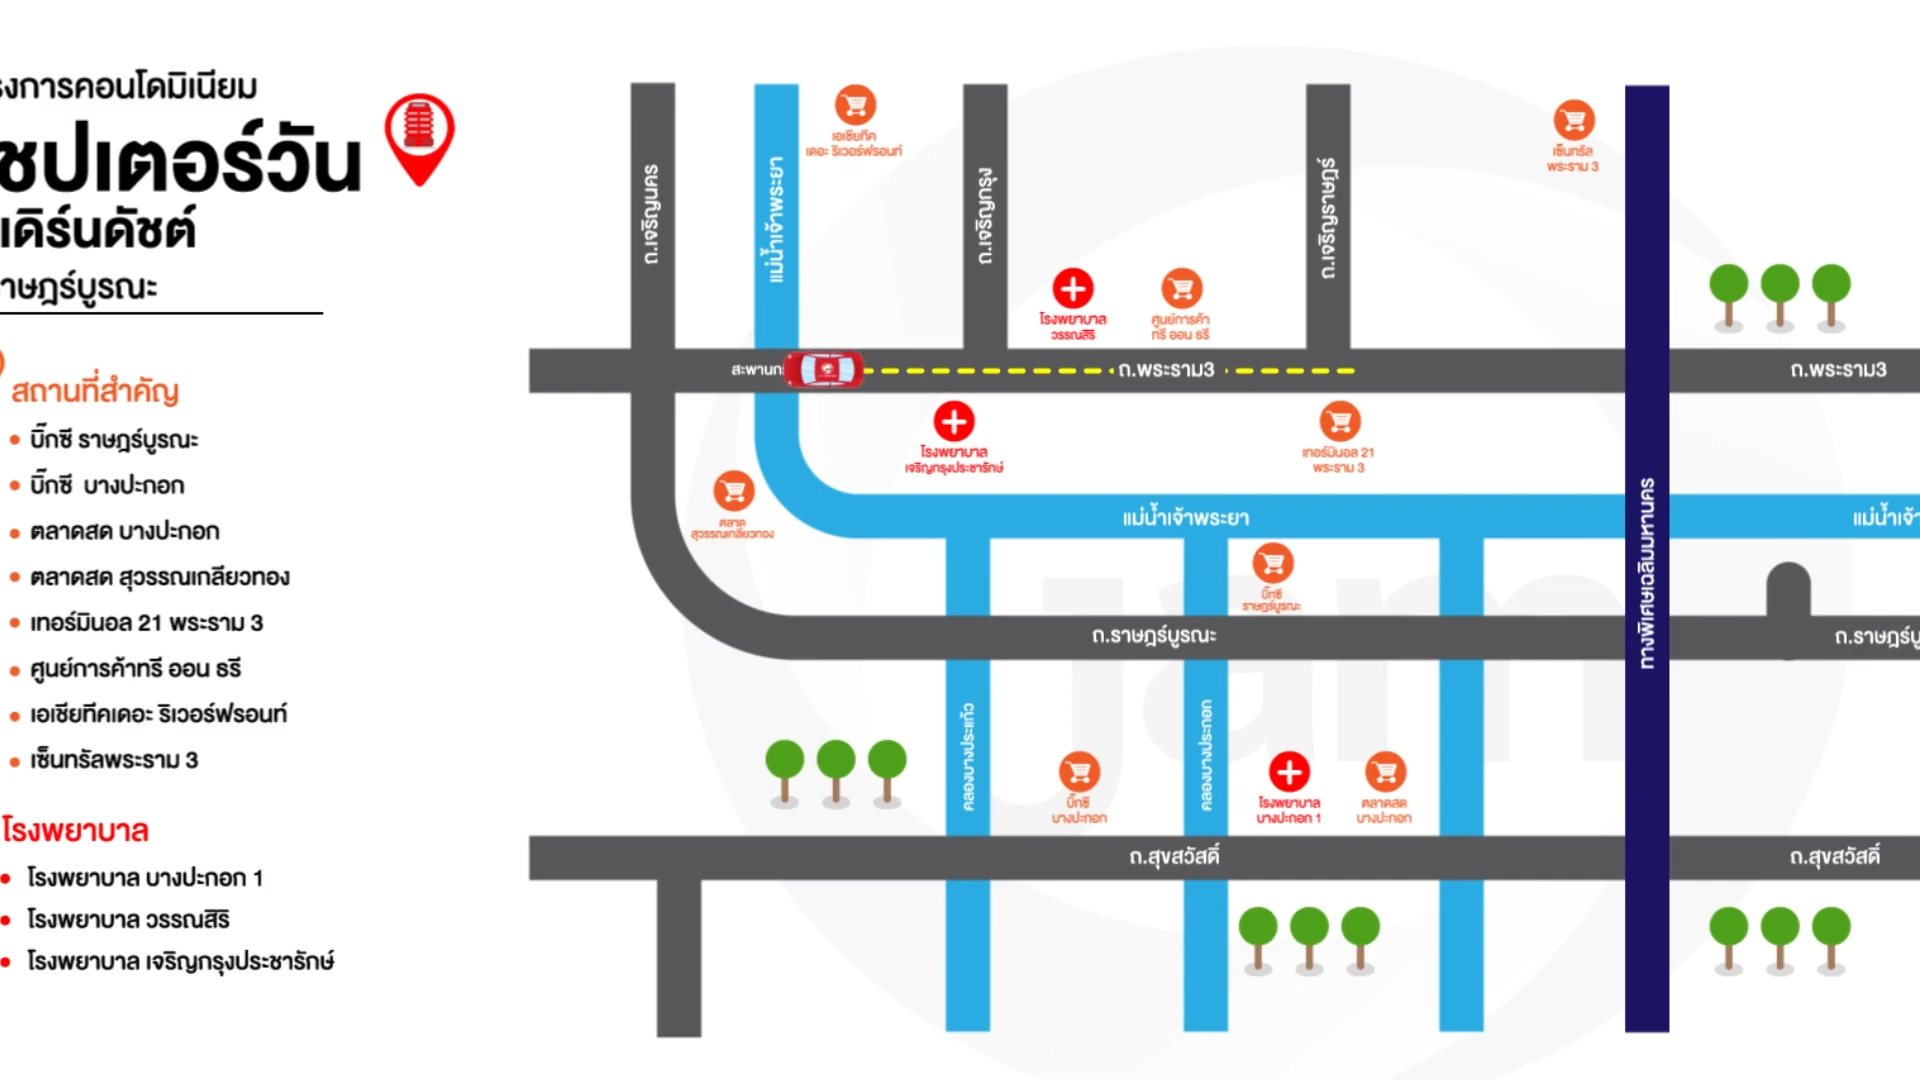 ชปเตอร์วัน
เดิร์นดัชต์
สถานที่สำคัญ
บิ๊กซี ราษฎร์บูรณะ
บิ๊กซี บางปะกอก
ตลาดสด บางปะกอก
ตลาดสด สุวรรณเกลียวทอง
เทอร์มินอล 21 พระราม 3
ศูนย์การค้าทรี ออน ธรี
เอเชียทีคเดอะ ริเวอร์ฟรอนท์
เซ็นทรัลพระราม 3
โรงพยาบาล
โรงพยาบาล บางปะกอก 1
โรงพยาบาล วรรณสิริ
โรงพยาบาล เจริญกรุงประชารักษ์
ถ.เจริญนคร
แม่น้ำเจ้าพระยา
เอเชียทีค
เดอะ ริเวอร์ฟรอนท์
ถ.เจริญกรุง
ถ.เจริญราษฎร์
เซ็นทรัล
พระราม 3
โรงพยาบาล
วรรณสิริ
ศูนย์การค้า
ทรี ออน ธรี
สะพานก
ถ.พระราม3
ถ.พระราม3
โรงพยาบาล
เจริญกรุงประชารักษ์
เทอร์มินอล 21
พระราม 3
ตลาด
สุวรรณเกลียวทอง
แม่น้ำเจ้าพระยา
แม่น้ำเจ้า
ทางพิเศษเฉลิมมหานคร
บิ๊กซี
ราษฎร์บูรณะ
ถ.ราษฎร์บูรณะ
ถ.ราษฎร์บู
jam
คลองบางปะแก้ว
คลองบางปะกอก
บิ๊กซี
บางปะกอก
โรงพยาบาล
บางปะกอก 1
ตลาดสด
บางปะกอก
ถ.สุขสวัสดิ์
ถ.สุขสวัสดิ์